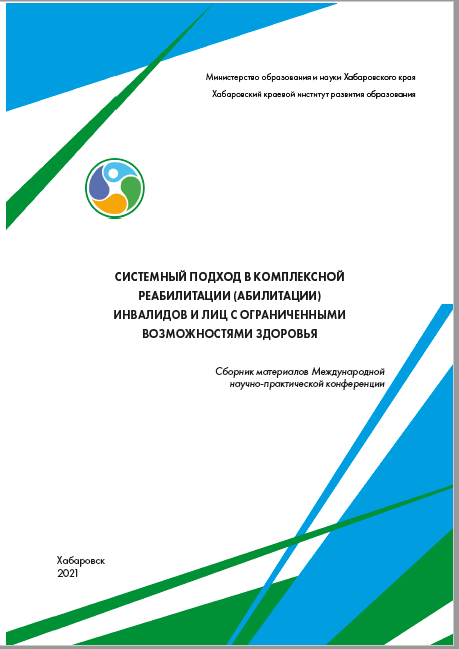 Министерство образования и науки Хабаровского края
Хабаровский краевой институт развития образования
СИСТЕМНЫЙ ПОДХОД В КОМПЛЕКСНОЙ
РЕАБИЛИТАЦИИ (АБИЛИТАЦИИ)
ИНВАЛИДОВ И ЛИЦ С ОГРАНИЧЕННЫМИ
ВОЗМОЖНОСТЯМИ ЗДОРОВЬЯ
Сборник материалов Международной
научно-практической конференции
Хабаровск
2021